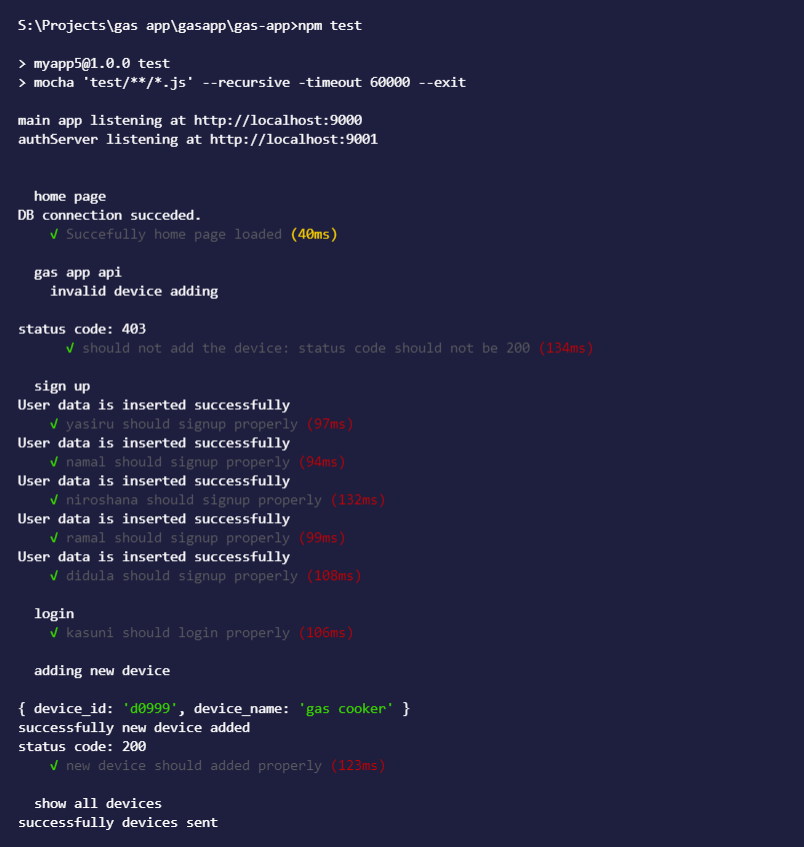 S:\Projects\gas app\gasapp\gas-app>npm test
> myapp5@1.0.0 test
> mocha 'test/**/*.js' --recursive -timeout 60000 --exit
main app listening at http://localhost:9000
authServer listening at http://localhost:9001
home page
DB connection succeded.
√ Succefully home page loaded (40ms)
gas app api
invalid device adding
status code: 403
√ should not add the device: status code should not be 200 (134ms)
sign up
User data is inserted successfully
√ yasiru should signup properly (97ms)
User data is inserted successfully
√ namal should signup properly (94ms)
User data is inserted successfully
√ niroshana should signup properly (132ms)
User data is inserted successfully
√ ramal should signup properly (99ms)
User data is inserted successfully
√ didula should signup properly (108ms)
login
√ kasuni should login properly (106ms)
adding new device
{ device_id: 'd0999', device_name: 'gas cooker' }
successfully new device added
status code: 200
√ new device should added properly (123ms)
show all devices
successfully devices sent